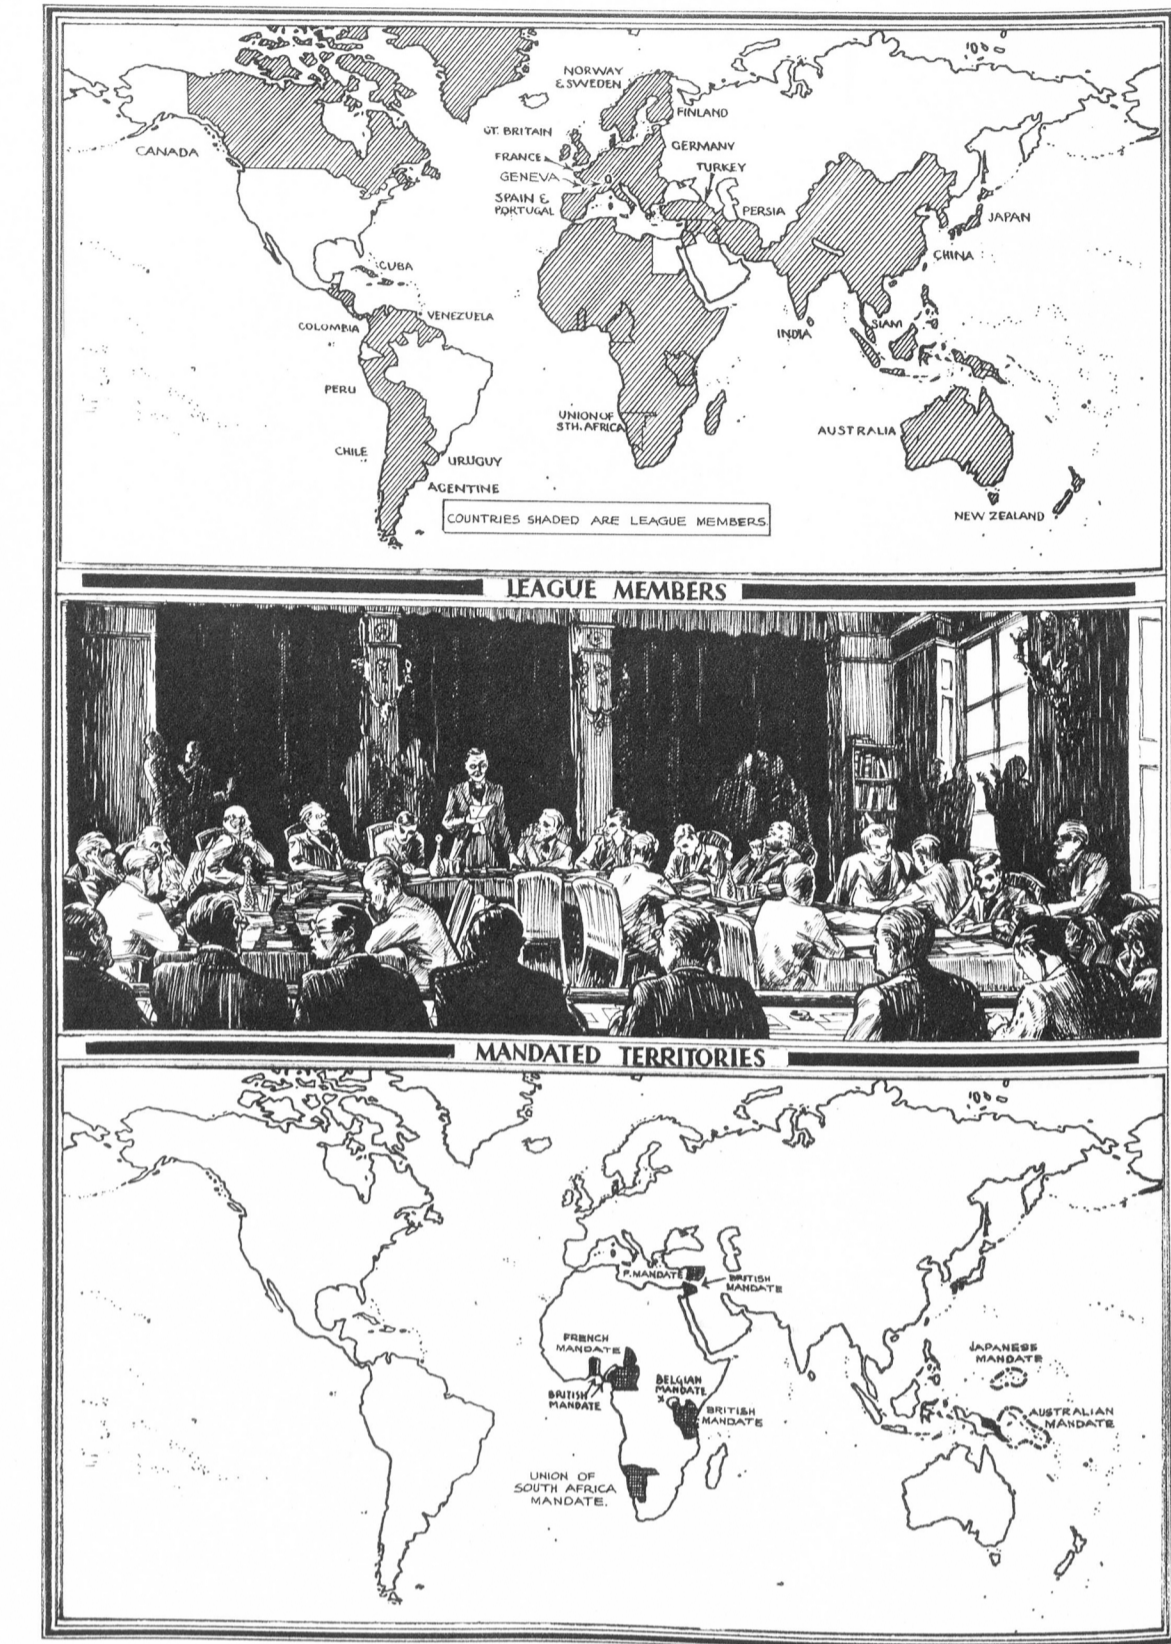 NORWAY
& SWEDEN
FINLAND
GT. BRITAIN
CANADA
GERMANY
FRANCE
TURKEY
GENEVA
SPAIN &
PORTUGAL
PERSIA
JAPAN
CHINA
CUBA
VENEZUELA
COLOMBIA
SIAM
INDIA
PERU
UNION OF
STH. AFRICA
AUSTRALIA
CHILE
URUGUY
AGENTINE
NEW ZEALAND
COUNTRIES SHADED ARE LEAGUE MEMBERS.
LEAGUE MEMBERS
MANDATED TERRITORIES
F. MANDATE
BRITISH
MANDATE
FRENCH
MANDATE
JAPANESE
MANDATE
BELGIAN
MANDATE
BRITISH
MANDATE
BRITISH
MANDATE
AUSTRALIAN
MANDATE
UNION OF
SOUTH AFRICA
MANDATE.